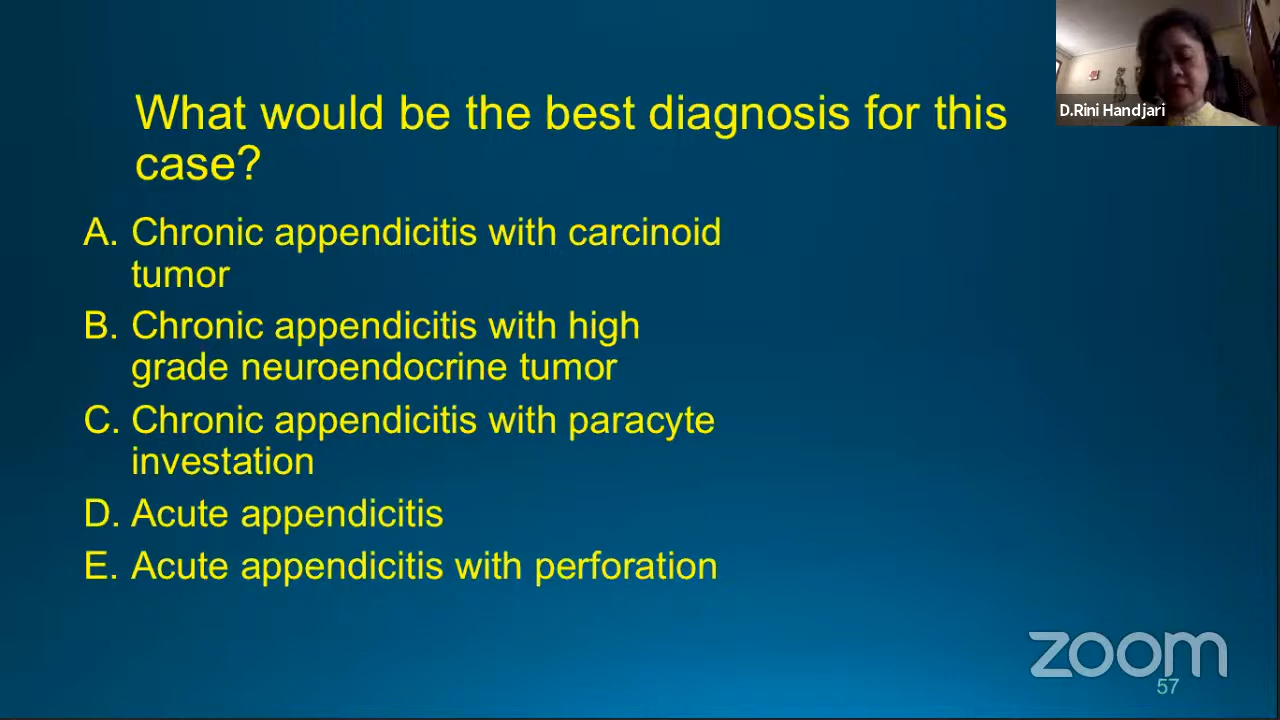 What would be the best diagnosis for this
case?
A. Chronic appendicitis with carcinoid
tumor
B. Chronic appendicitis with high
grade neuroendocrine tumor
C. Chronic appendicitis with paracyte
investation
D. Acute appendicitis
E. Acute appendicitis with perforation
D.Rini Handjari
zoom
57